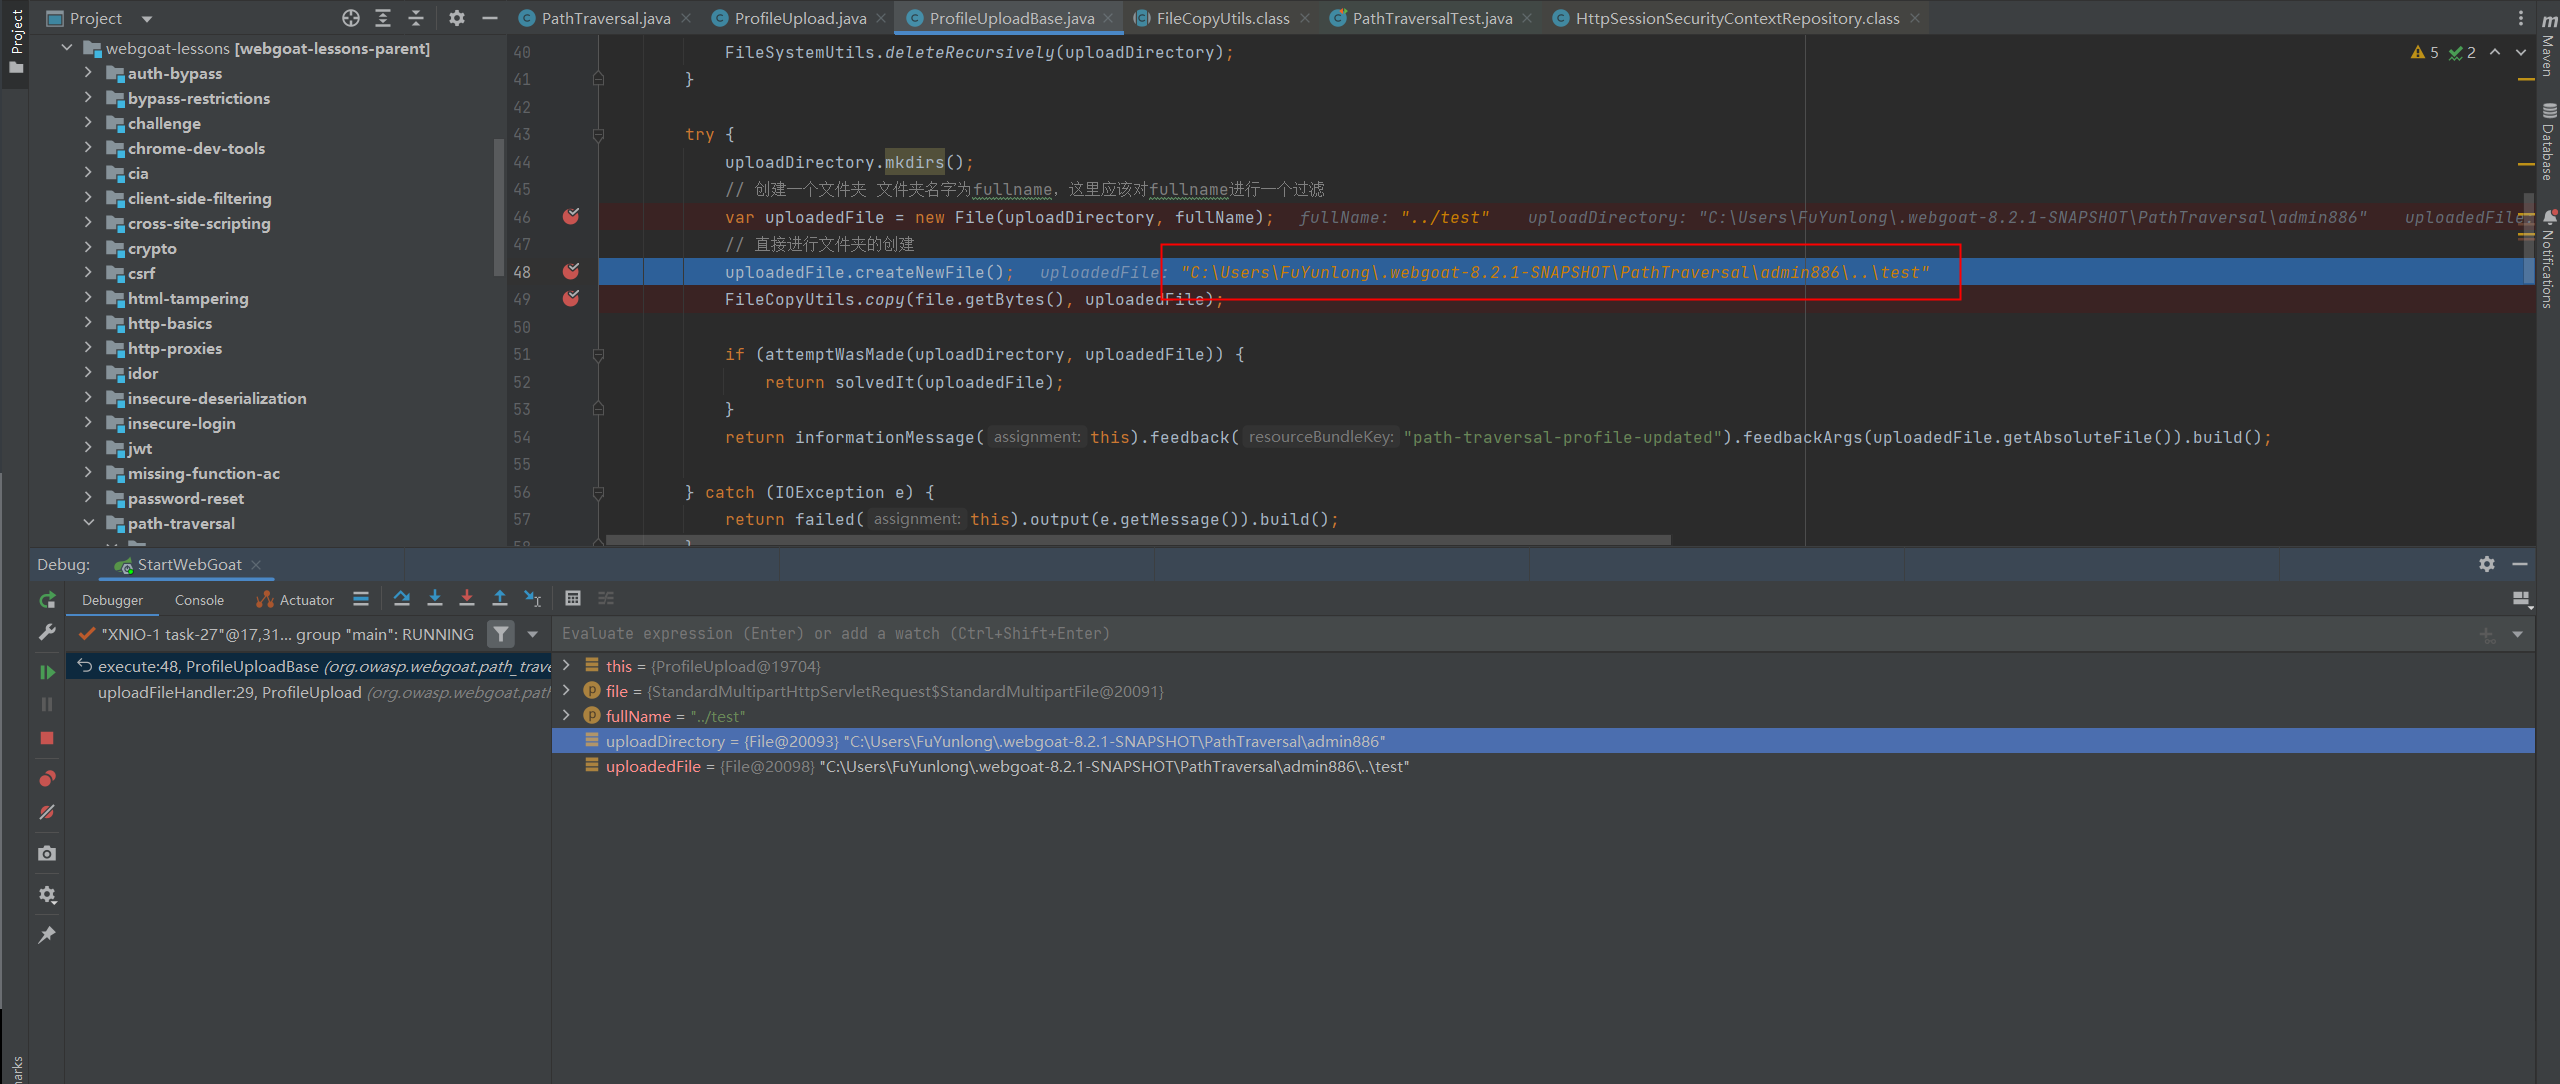 Project
PathTraversal.java
ProfileUpload.java
ProfileUploadBase.java
FileCopyUtils.class
PathTraversalTest.java
HttpSessionSecurityContextRepository.class
Project
webgoat-lessons [webgoat-lessons-parent]
auth-bypass
bypass-restrictions
challenge
chrome-dev-tools
cia
client-side-filtering
cross-site-scripting
crypto
csrf
html-tampering
http-basics
http-proxies
idor
insecure-deserialization
insecure-login
jwt
missing-function-ac
password-reset
path-traversal
5 2
40 FileSystemUtils.deleteRecursively(uploadDirectory);
41 }
42
43 try {
44 uploadDirectory.mkdirs();
45 // 创建一个文件夹 文件夹名字为fullname，这里应该对fullname进行一个过滤
46 var uploadedFile = new File(uploadDirectory, fullName); fullName: "../test" uploadDirectory: "C:\Users\FuYunlong\.webgoat-8.2.1-SNAPSHOT\PathTraversal\admin886" uploadedFile
47 // 直接进行文件夹的创建
48 uploadedFile.createNewFile(); uploadedFile: "C:\Users\FuYunlong\.webgoat-8.2.1-SNAPSHOT\PathTraversal\admin886\..\test"
49 FileCopyUtils.copy(file.getBytes(), uploadedFile);
50
51 if (attemptWasMade(uploadDirectory, uploadedFile)) {
52 return solvedIt(uploadedFile);
53 }
54 return informationMessage( assignment: this).feedback( resourceBundleKey: "path-traversal-profile-updated").feedbackArgs(uploadedFile.getAbsoluteFile()).build();
55
56 } catch (IOException e) {
57 return failed( assignment: this).output(e.getMessage()).build();
58 }
Maven
Database
Notifications
Debug: StartWebGoat
Debugger Console Actuator
"XNIO-1 task-27"@17,31... group "main": RUNNING
Evaluate expression (Enter) or add a watch (Ctrl+Shift+Enter)
execute:48, ProfileUploadBase (org.owasp.webgoat.path_trave
uploadFileHandler:29, ProfileUpload (org.owasp.webgoat.path
this = {ProfileUpload@19704}
file = {StandardMultipartHttpServletRequest$StandardMultipartFile@20091}
fullName = "../test"
uploadDirectory = {File@20093} "C:\Users\FuYunlong\.webgoat-8.2.1-SNAPSHOT\PathTraversal\admin886"
uploadedFile = {File@20098} "C:\Users\FuYunlong\.webgoat-8.2.1-SNAPSHOT\PathTraversal\admin886\..\test"
marks